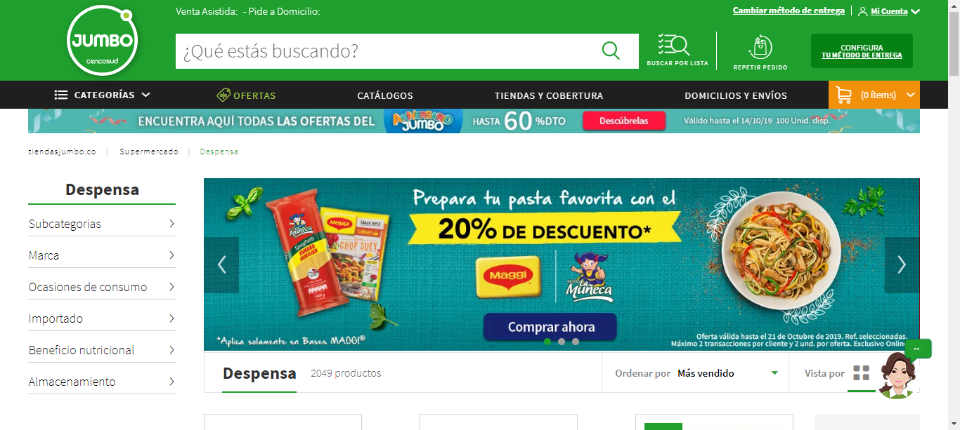 Venta Asistida: - Pide a Domicilio:
Cambiar método de entrega
Mi Cuenta
JUMBO
cencosud
¿Qué estás buscando?
BUSCAR POR LISTA
REPETIR PEDIDO
CONFIGURA
TU MÉTODO DE ENTREGA
CATEGORÍAS
OFERTAS
CATÁLOGOS
TIENDAS Y COBERTURA
DOMICILIOS Y ENVÍOS
(0 ítems)
ENCUENTRA AQUÍ TODAS LAS OFERTAS DEL
Aniversario
JUMBO
HASTA 60%DTO
Descúbrelas
Válido hasta el 14/10/19 100 Unid. disp.
tiendasjumbo.co | Supermercado | Despensa
Despensa
Subcategorias
Marca
Ocasiones de consumo
Importado
Beneficio nutricional
Almacenamiento
Prepara tu pasta favorita con el
20% DE DESCUENTO*
La Muñeca
Spaghetti
Maggi
CHOP SUEY
Maggi
La Muñeca
Comprar ahora
*Aplica solamente en Bases MAGGI®
Oferta válida hasta el 21 de Octubre de 2019. Ref. seleccionadas.
Máximo 2 transacciones por cliente y 2 und. por oferta. Exclusivo Online
Despensa
2049 productos
Ordenar por Más vendido
Vista por